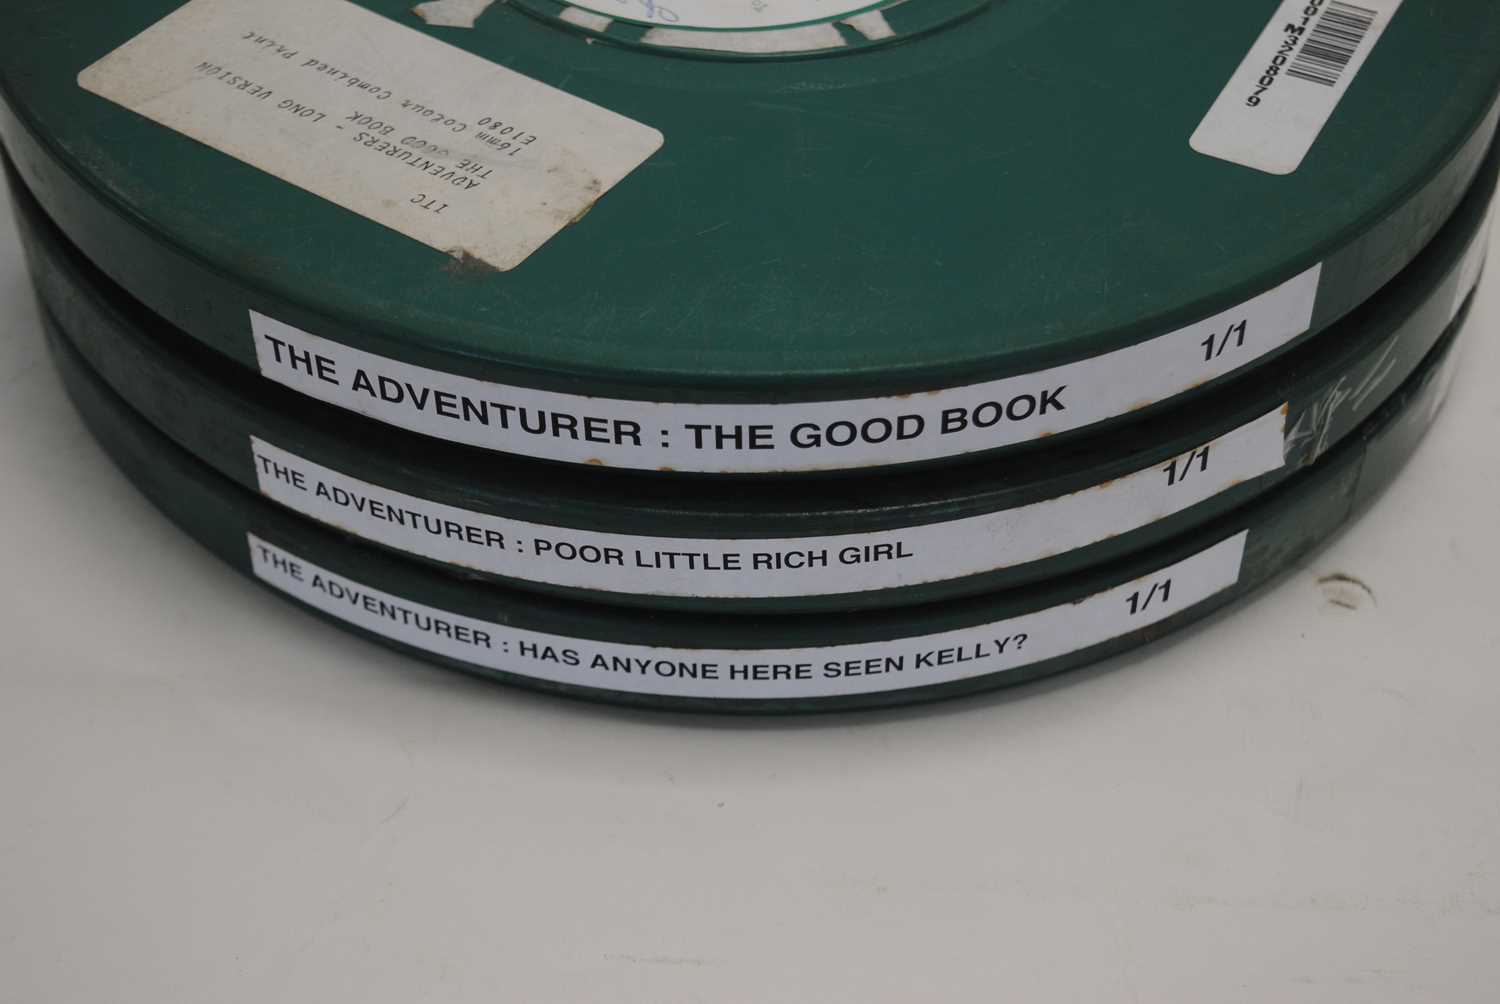 ITC
ADVENTURERS - LONG VERSION
THE GOOD BOOK
16mm Colour Combined Print
E1080
001M3208079
THE ADVENTURER : THE GOOD BOOK 1/1
THE ADVENTURER : POOR LITTLE RICH GIRL 1/1
THE ADVENTURER : HAS ANYONE HERE SEEN KELLY? 1/1